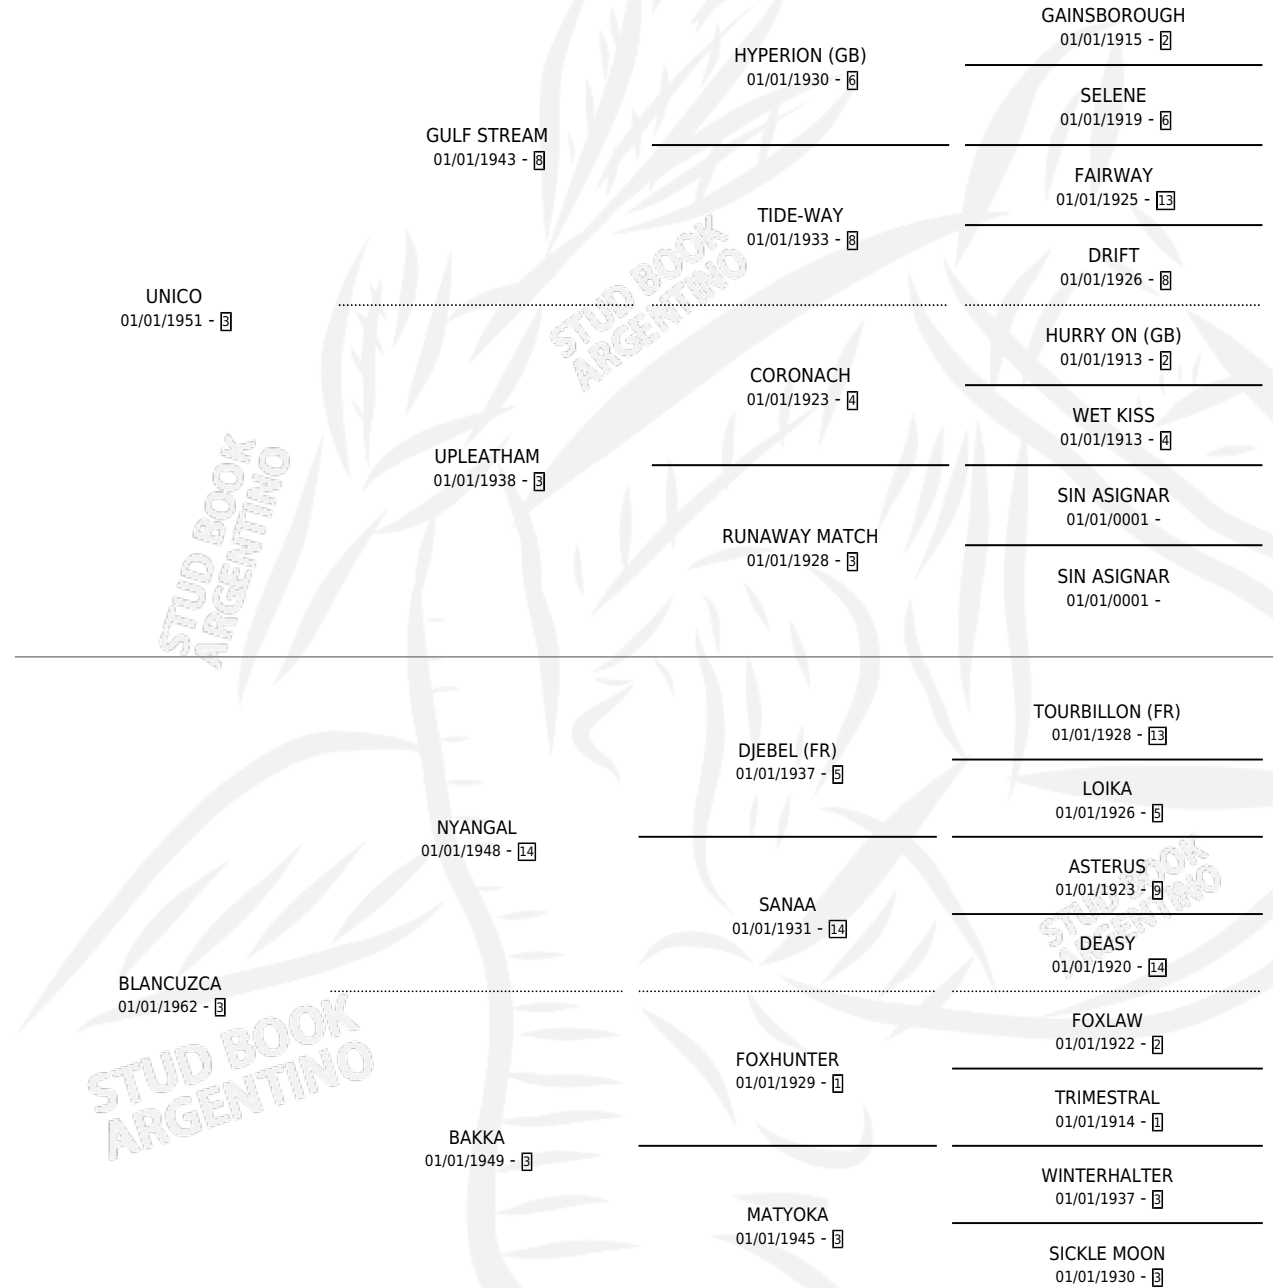 GAINSBOROUGH
01/01/1915 - 2
HYPERION (GB)
01/01/1930 - 6
SELENE
01/01/1919 - 6
GULF STREAM
01/01/1943 - 8
FAIRWAY
01/01/1925 - 13
TIDE-WAY
01/01/1933 - 8
DRIFT
01/01/1926 - 8
UNICO
01/01/1951 - 3
HURRY ON (GB)
01/01/1913 - 2
CORONACH
01/01/1923 - 4
WET KISS
01/01/1913 - 4
UPLEATHAM
01/01/1938 - 3
SIN ASIGNAR
01/01/0001 -
RUNAWAY MATCH
01/01/1928 - 3
SIN ASIGNAR
01/01/0001 -
TOURBILLON (FR)
01/01/1928 - 13
DJEBEL (FR)
01/01/1937 - 5
LOIKA
01/01/1926 - 5
NYANGAL
01/01/1948 - 14
ASTERUS
01/01/1923 - 9
SANAA
01/01/1931 - 14
DEASY
01/01/1920 - 14
BLANCUZCA
01/01/1962 - 3
FOXLAW
01/01/1922 - 2
FOXHUNTER
01/01/1929 - 1
TRIMESTRAL
01/01/1914 - 1
BAKKA
01/01/1949 - 3
WINTERHALTER
01/01/1937 - 3
MATYOKA
01/01/1945 - 3
SICKLE MOON
01/01/1930 - 3
STUD BOOK
ARGENTINO
STUD BOOK
ARGENTINO
STUD BOOK
ARGENTINO
STUD BOOK
ARGENTINO